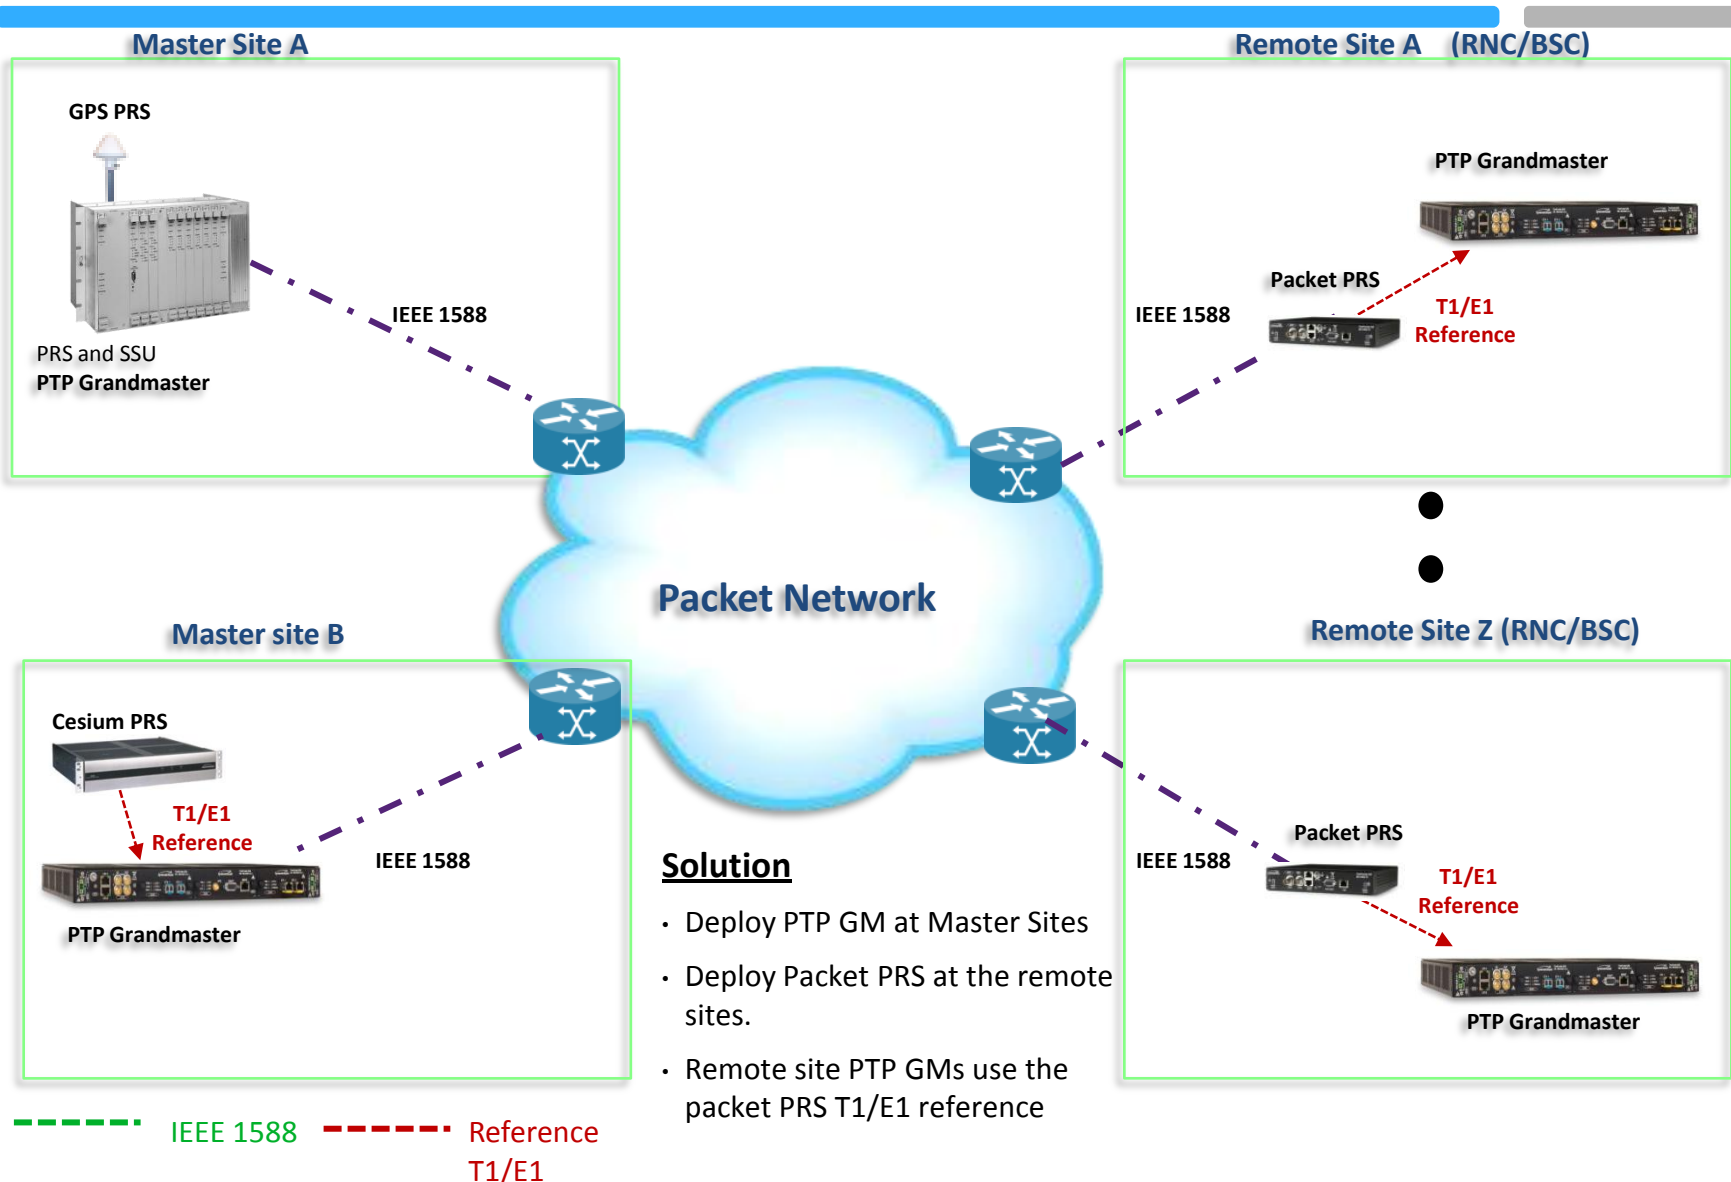 Master Site A
GPS PRS
IEEE 1588
PRS and SSU
PTP Grandmaster
Remote Site A (RNC/BSC)
PTP Grandmaster
Packet PRS
IEEE 1588
T1/E1
Reference
Packet Network
Master site B
Cesium PRS
T1/E1
Reference
IEEE 1588
PTP Grandmaster
Remote Site Z (RNC/BSC)
Packet PRS
IEEE 1588
T1/E1
Reference
PTP Grandmaster
Solution
• Deploy PTP GM at Master Sites
• Deploy Packet PRS at the remote
sites.
• Remote site PTP GMs use the
packet PRS T1/E1 reference
IEEE 1588
Reference
T1/E1